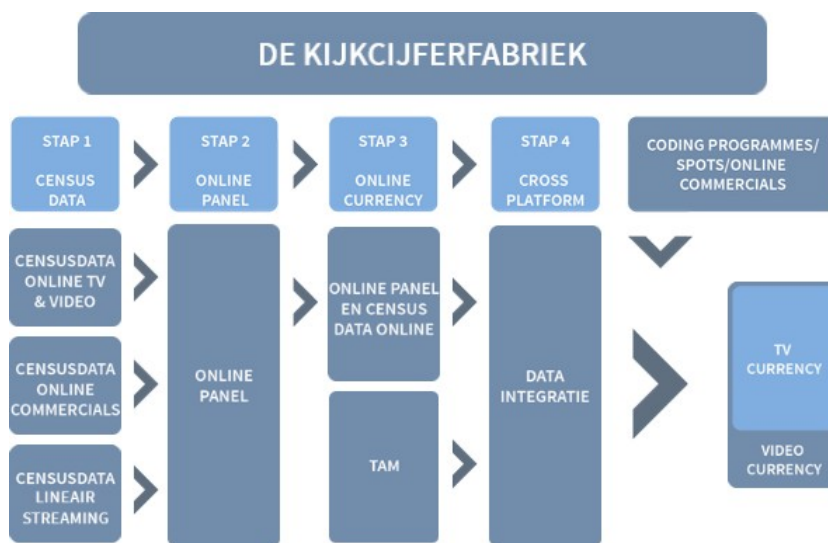 DE KIJKCIJFERFABRIEK
STAP 1
CENSUS
DATA
STAP 2
ONLINE
PANEL
STAP 3
ONLINE
CURRENCY
STAP 4
CROSS
PLATFORM
CODING PROGRAMMES/
SPOTS/ONLINE
COMMERCIALS
CENSUSDATA
ONLINE TV
& VIDEO
CENSUSDATA
ONLINE
COMMERCIALS
CENSUSDATA
LINEAIR
STREAMING
ONLINE
PANEL
ONLINE PANEL
EN CENSUS
DATA ONLINE
TAM
DATA
INTEGRATIE
TV
CURRENCY
VIDEO
CURRENCY